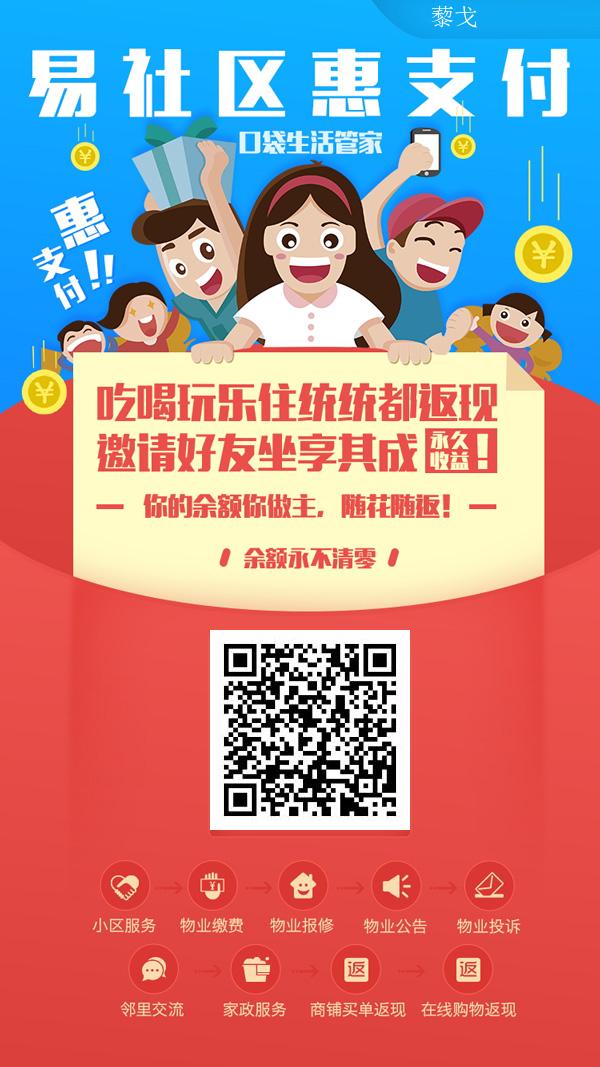 藜戈
易社区惠支付
口袋生活管家
惠
支付!!
吃喝玩乐住统统都返现
邀请好友坐享其成 永久收益！
你的余额你做主，随花随返！
余额永不清零
小区服务 物业缴费 物业报修 物业公告 物业投诉
邻里交流 家政服务 商铺买单返现 在线购物返现
返 返